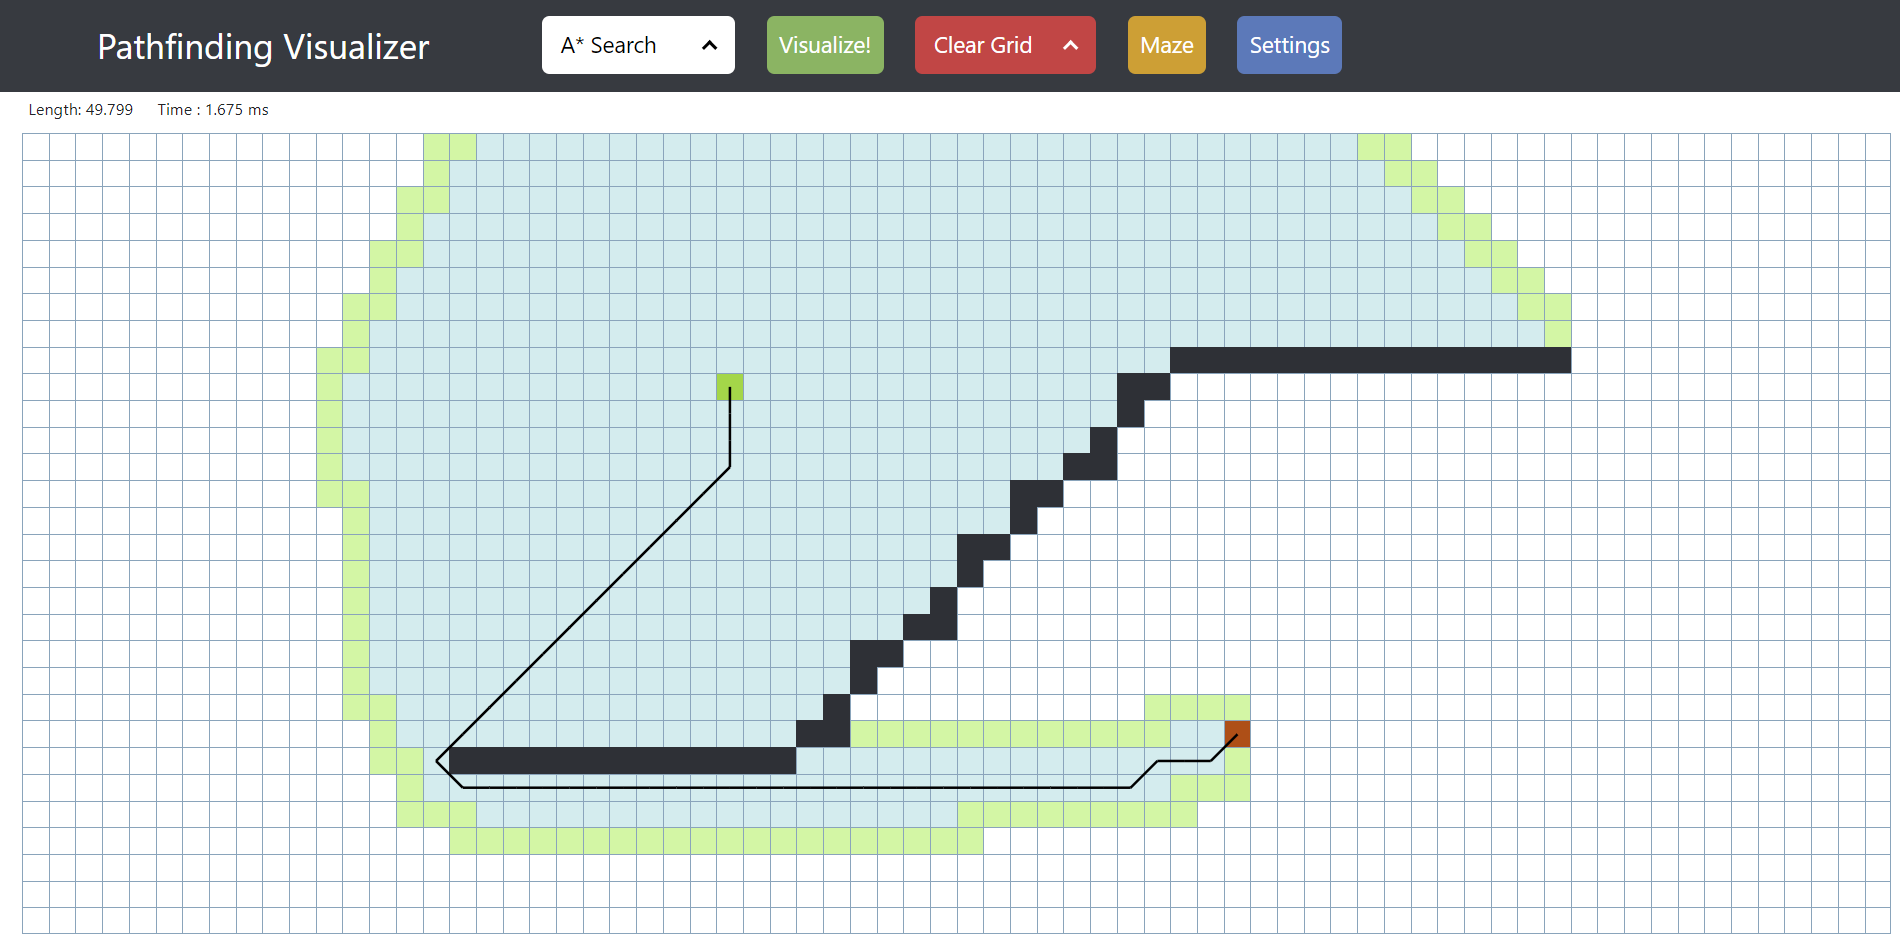 Pathfinding Visualizer
A* Search
Visualize!
Clear Grid
Maze
Settings
Length: 49.799
Time : 1.675 ms